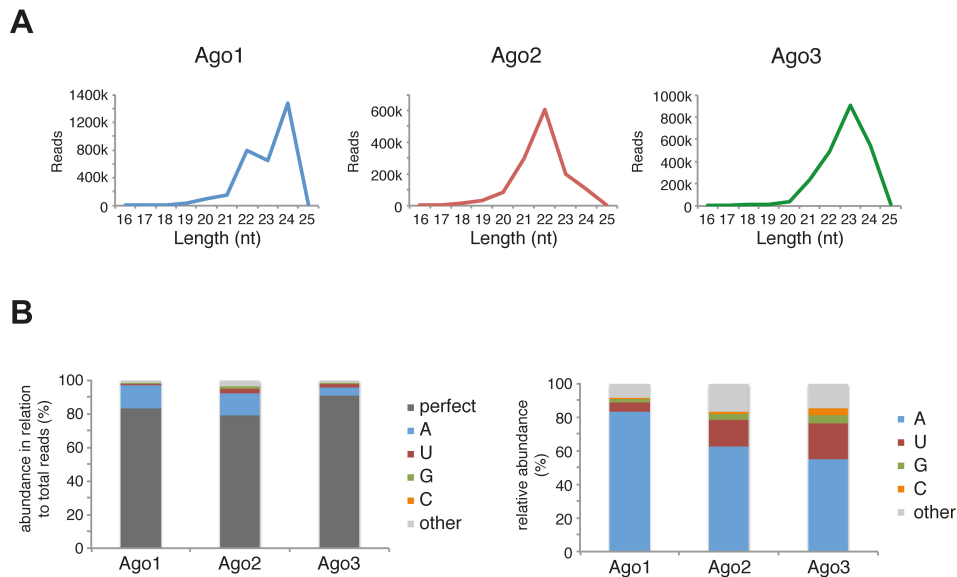 A
Ago1
Ago2
Ago3
Reads
1400k
1200k
800k
400k
0
16 17 18 19 20 21 22 23 24 25
Length (nt)
Reads
600k
400k
200k
0
16 17 18 19 20 21 22 23 24 25
Length (nt)
Reads
1000k
800k
600k
400k
200k
0
16 17 18 19 20 21 22 23 24 25
Length (nt)
B
abundance in relation
to total reads (%)
100
80
60
40
20
0
Ago1 Ago2 Ago3
perfect
A
U
G
C
other
relative abundance
(%)
100
80
60
40
20
0
Ago1 Ago2 Ago3
A
U
G
C
other